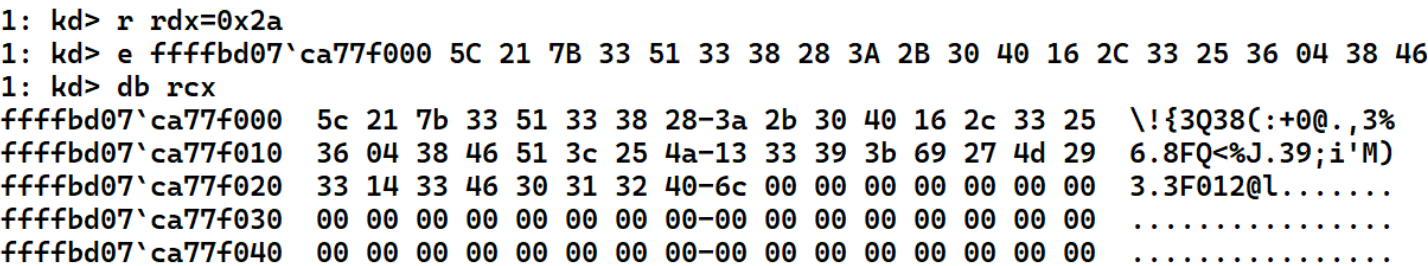 1: kd> r rdx=0x2a
1: kd> e ffffbd07`ca77f000 5C 21 7B 33 51 33 38 28 3A 2B 30 40 16 2C 33 25 36 04 38 46
1: kd> db rcx
ffffbd07`ca77f000  5c 21 7b 33 51 33 38 28-3a 2b 30 40 16 2c 33 25  \!{3Q38(:+0@.,3%
ffffbd07`ca77f010  36 04 38 46 51 3c 25 4a-13 33 39 3b 69 27 4d 29  6.8FQ<%J.39;i'M)
ffffbd07`ca77f020  33 14 33 46 30 31 32 40-6c 00 00 00 00 00 00 00  3.3F012@l.......
ffffbd07`ca77f030  00 00 00 00 00 00 00 00-00 00 00 00 00 00 00 00  ................
ffffbd07`ca77f040  00 00 00 00 00 00 00 00-00 00 00 00 00 00 00 00  ................